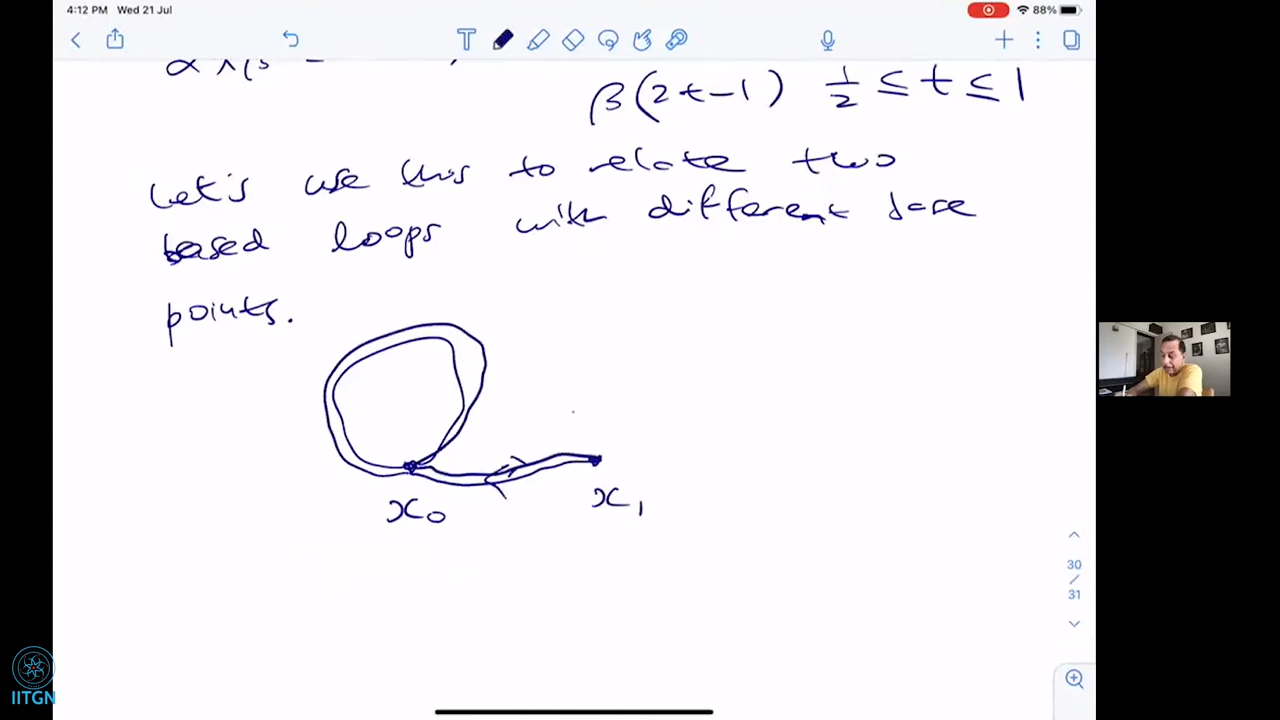 4:12 PM Wed 21 Jul
88%
β(2t-1) 1/2 ≤ t ≤ 1
Let's use this to relate two
based loops with different base
points.
x₀
x₁
30
/
31
IITGN